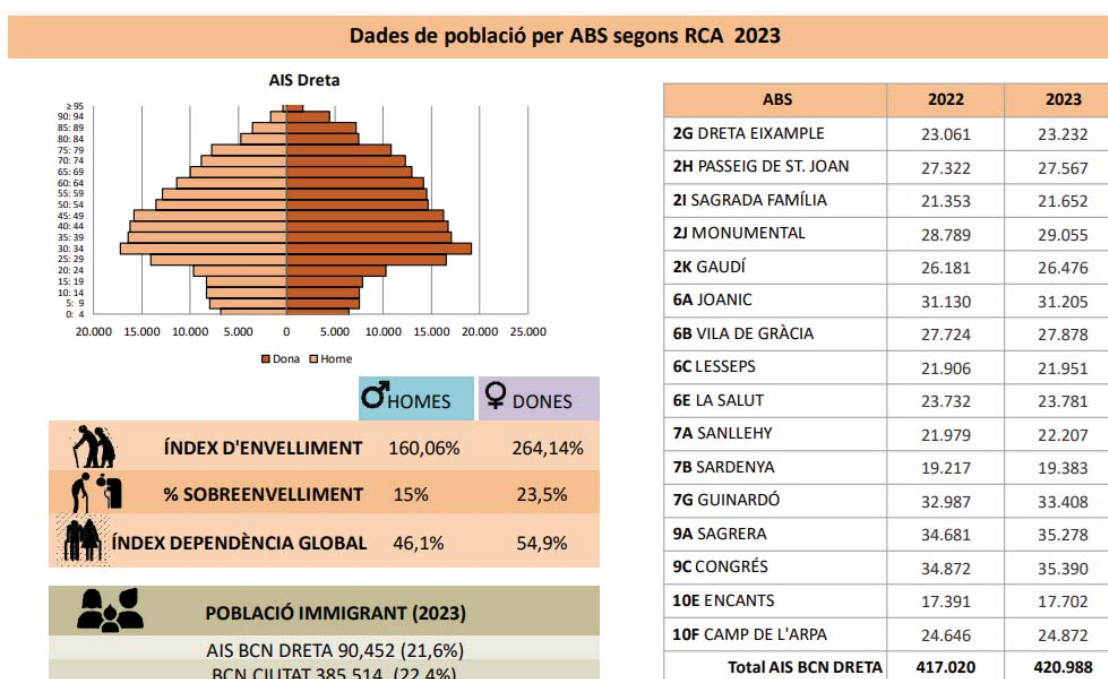 Dades de població per ABS segons RCA 2023
AIS Dreta
≥ 95
90: 94
85: 89
80: 84
75: 79
70: 74
65: 69
60: 64
55: 59
50: 54
45: 49
40: 44
35: 39
30: 34
25: 29
20: 24
15: 19
10: 14
5: 9
0: 4
20.000 15.000 10.000 5.000 0 5.000 10.000 15.000 20.000 25.000
Dona Home
HOMES DONES
ÍNDEX D'ENVELLIMENT 160,06% 264,14%
% SOBREENVELLIMENT 15% 23,5%
ÍNDEX DEPENDÈNCIA GLOBAL 46,1% 54,9%
POBLACIÓ IMMIGRANT (2023)
AIS BCN DRETA 90,452 (21,6%)
BCN CIUTAT 385.514 (22,4%)
ABS 2022 2023
2G DRETA EIXAMPLE 23.061 23.232
2H PASSEIG DE ST. JOAN 27.322 27.567
2I SAGRADA FAMÍLIA 21.353 21.652
2J MONUMENTAL 28.789 29.055
2K GAUDÍ 26.181 26.476
6A JOANIC 31.130 31.205
6B VILA DE GRÀCIA 27.724 27.878
6C LESSEPS 21.906 21.951
6E LA SALUT 23.732 23.781
7A SANLLEHY 21.979 22.207
7B SARDENYA 19.217 19.383
7G GUINARDÓ 32.987 33.408
9A SAGRERA 34.681 35.278
9C CONGRÉS 34.872 35.390
10E ENCANTS 17.391 17.702
10F CAMP DE L'ARPA 24.646 24.872
Total AIS BCN DRETA 417.020 420.988